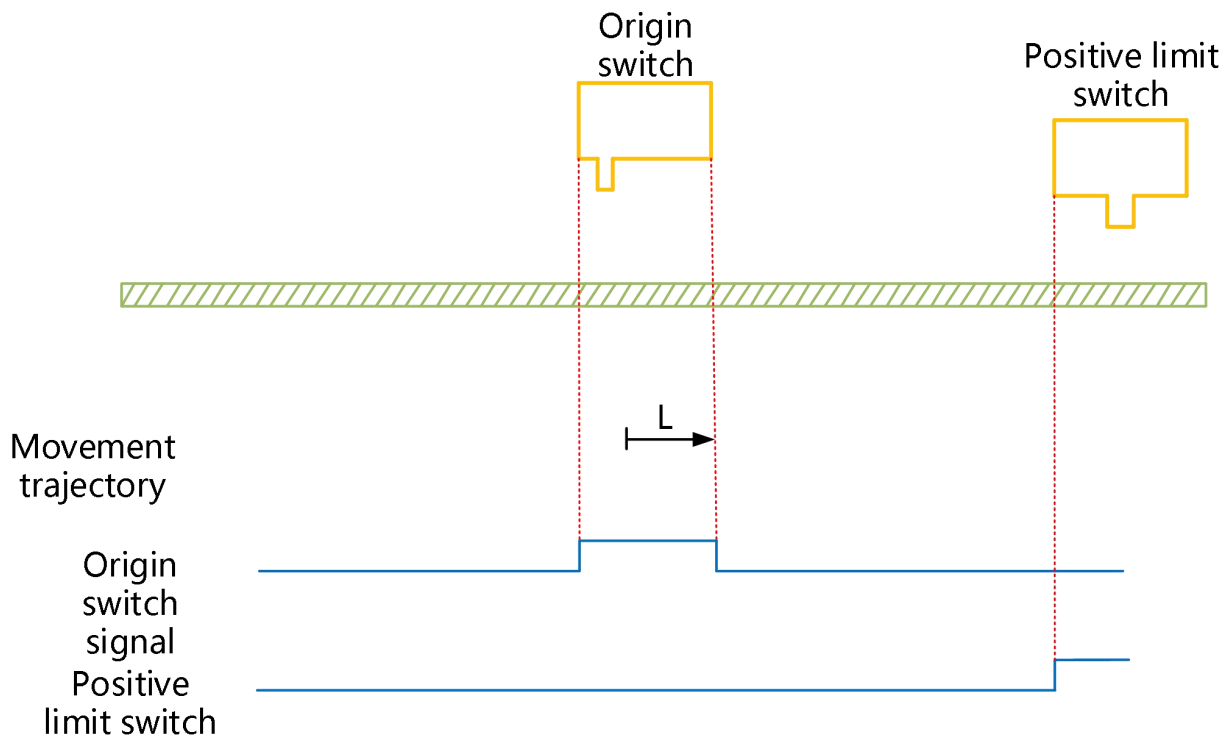 Origin
switch
Positive limit
switch
L
Movement
trajectory
Origin
switch
signal
Positive
limit switch